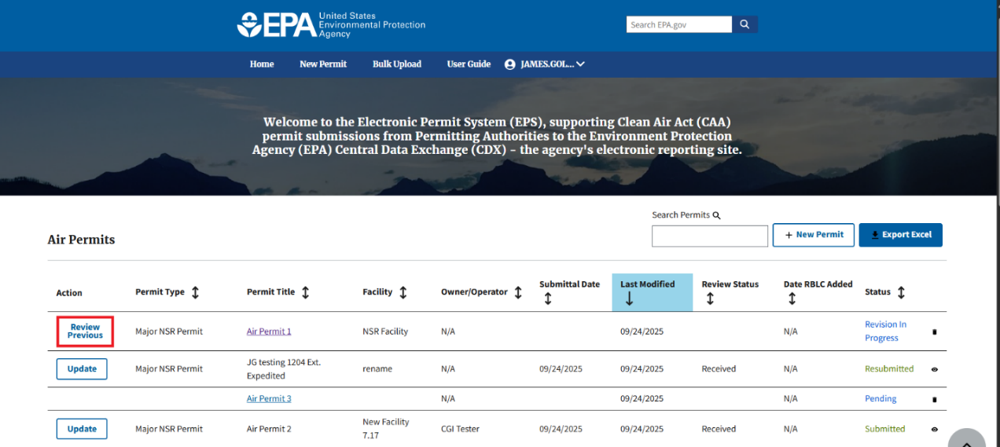 EPA
United States
Environmental Protection
Agency
Search EPA.gov
Home New Permit Bulk Upload User Guide JAMES.GOL...
Welcome to the Electronic Permit System (EPS), supporting Clean Air Act (CAA)
permit submissions from Permitting Authorities to the Environment Protection
Agency (EPA) Central Data Exchange (CDX) - the agency's electronic reporting site.
Search Permits
Air Permits
+ New Permit Export Excel
Action Permit Type Permit Title Facility Owner/Operator Submittal Date Last Modified Review Status Date RBLC Added Status
Review
Previous
Major NSR Permit Air Permit 1 NSR Facility N/A 09/24/2025 N/A
Revision In
Progress
Update Major NSR Permit
JG testing 1204 Ext.
Expedited
rename N/A 09/24/2025 09/24/2025 Received N/A Resubmitted
Air Permit 3 N/A 09/24/2025 N/A Pending
Update Major NSR Permit Air Permit 2
New Facility
7.17
CGI Tester 09/24/2025 09/24/2025 Received N/A Submitted